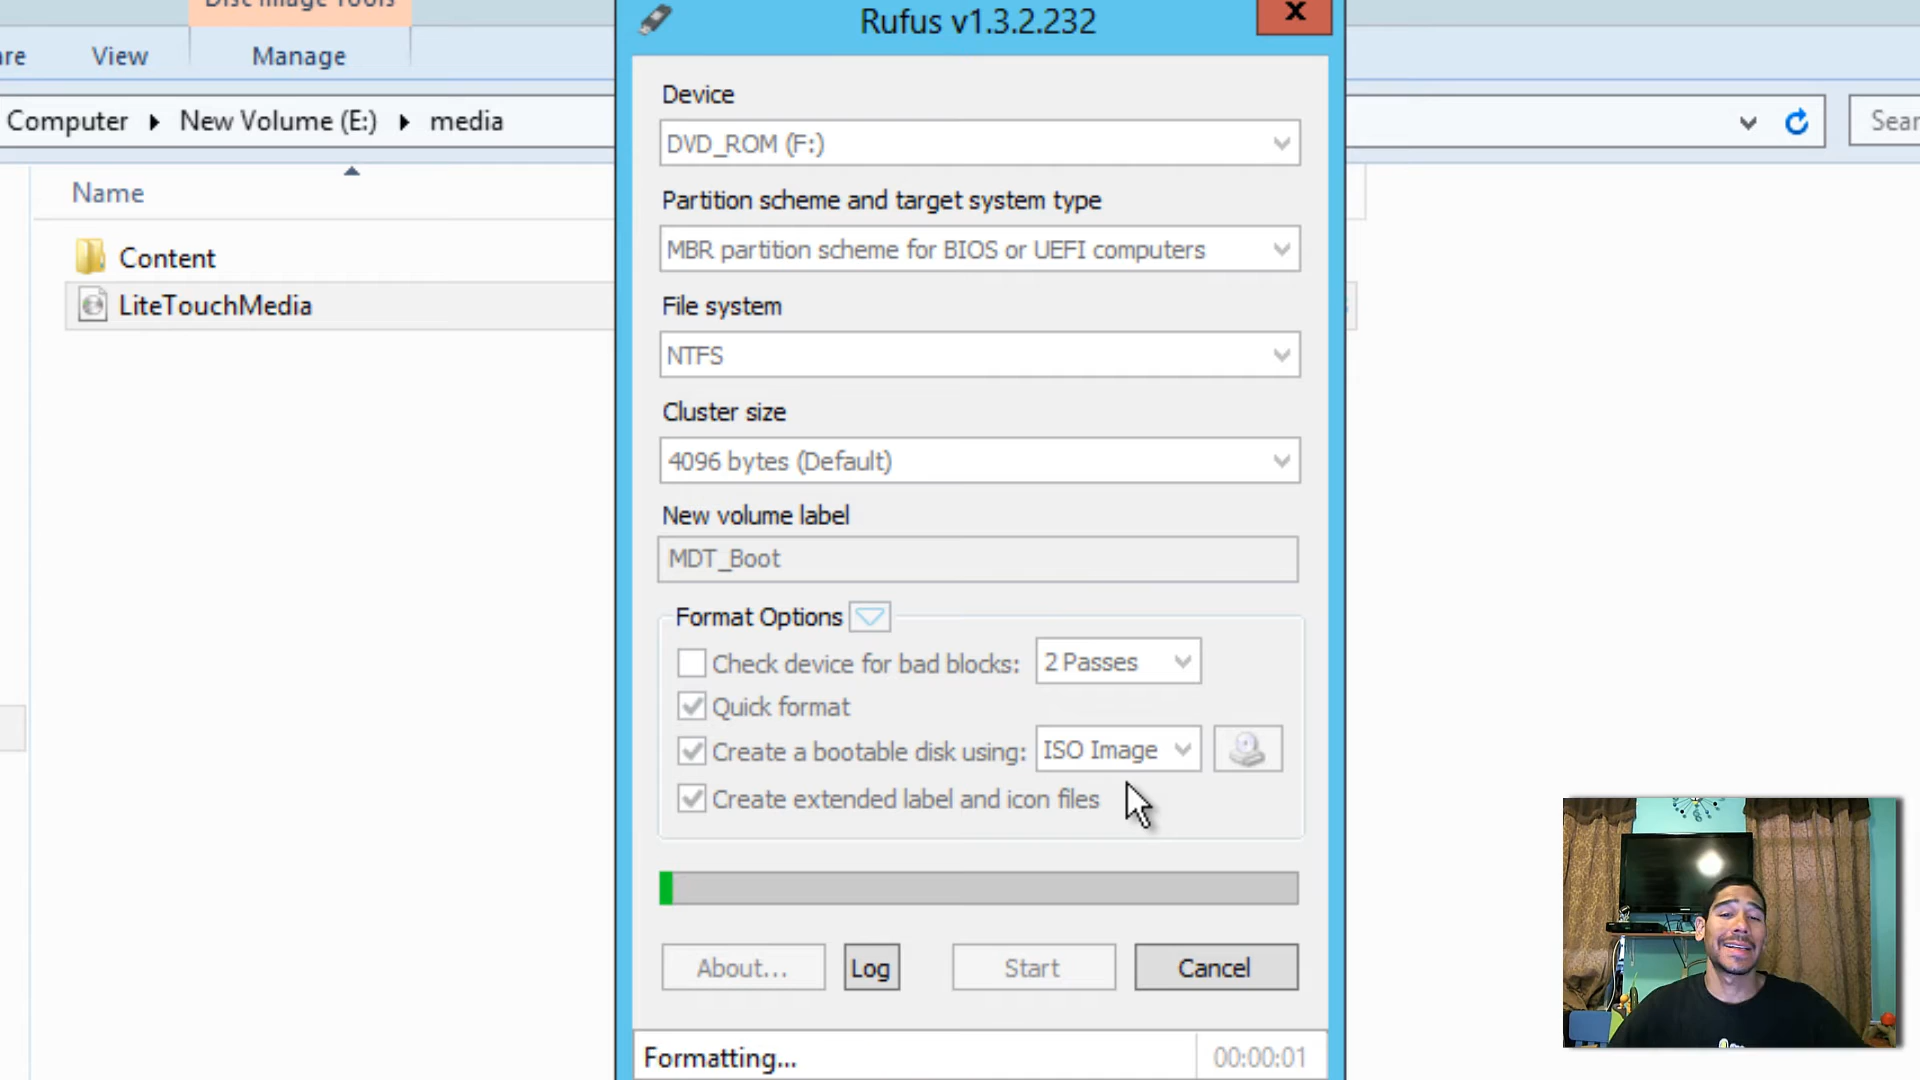 Disc Image Tools
View
Manage
Computer
New Volume (E:)
media
Name
Content
LiteTouchMedia
Rufus v1.3.2.232
X
Device
DVD_ROM (F:)
Partition scheme and target system type
MBR partition scheme for BIOS or UEFI computers
File system
NTFS
Cluster size
4096 bytes (Default)
New volume label
MDT_Boot
Format Options
Check device for bad blocks:
2 Passes
Quick format
Create a bootable disk using:
ISO Image
Create extended label and icon files
About...
Log
Start
Cancel
Formatting...
00:00:01